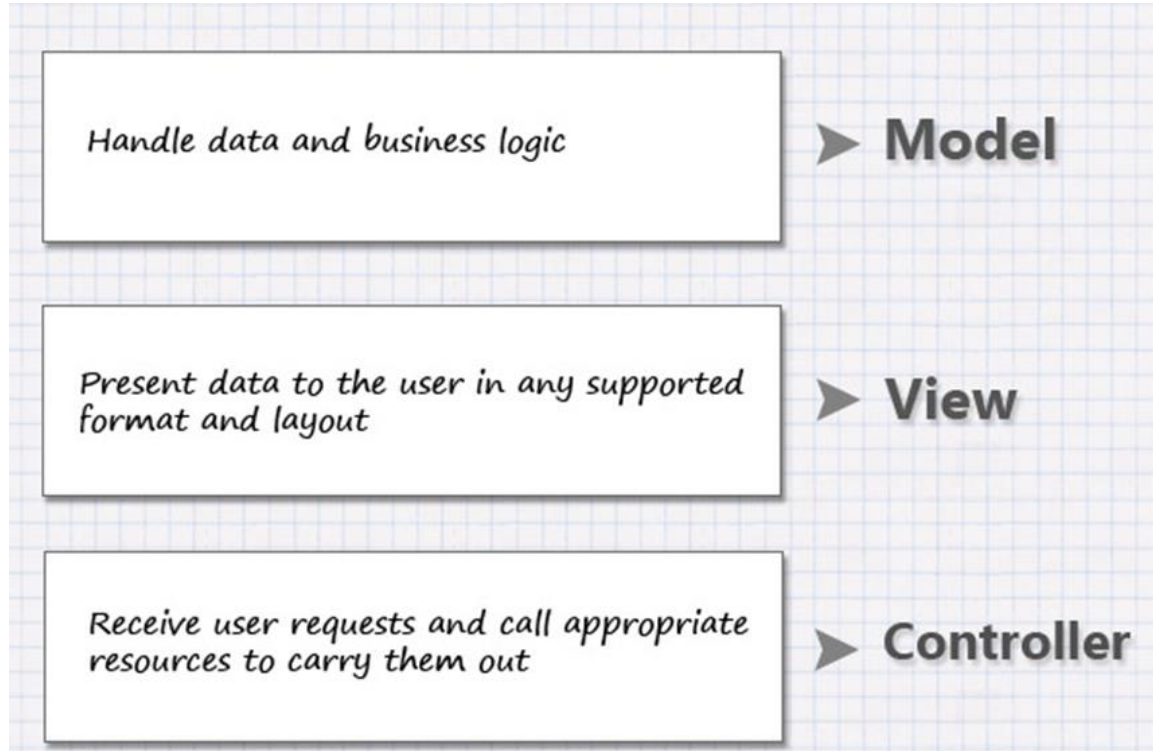 Handle data and business logic
Model
Present data to the user in any supported
format and layout
View
Receive user requests and call appropriate
resources to carry them out
Controller